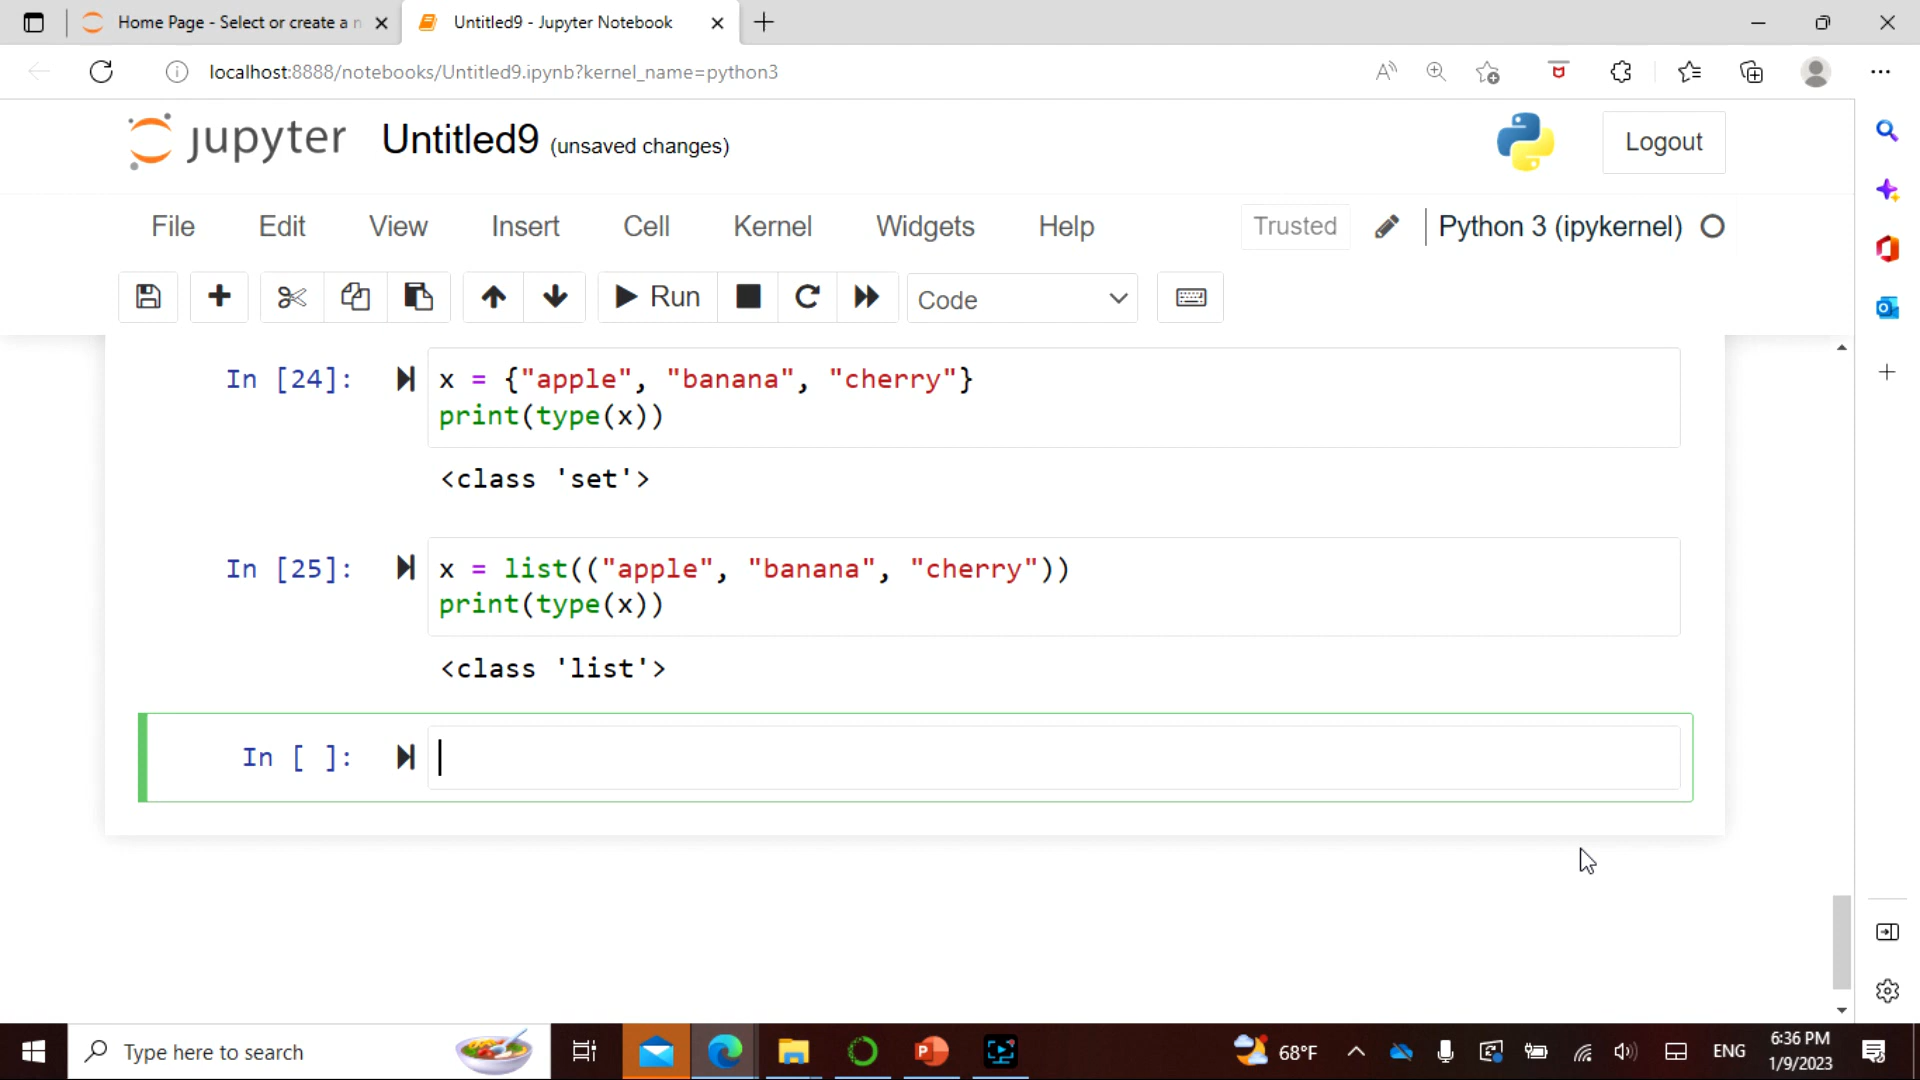 Home Page - Select or create a n
Untitled9 - Jupyter Notebook
localhost:8888/notebooks/Untitled9.ipynb?kernel_name=python3
jupyter Untitled9 (unsaved changes)
Logout
File Edit View Insert Cell Kernel Widgets Help
Trusted
Python 3 (ipykernel)
Run
Code
In [24]:
x = {"apple", "banana", "cherry"}
print(type(x))
<class 'set'>
In [25]:
x = list(("apple", "banana", "cherry"))
print(type(x))
<class 'list'>
In [ ]:
Type here to search
68°F
ENG
6:36 PM
1/9/2023